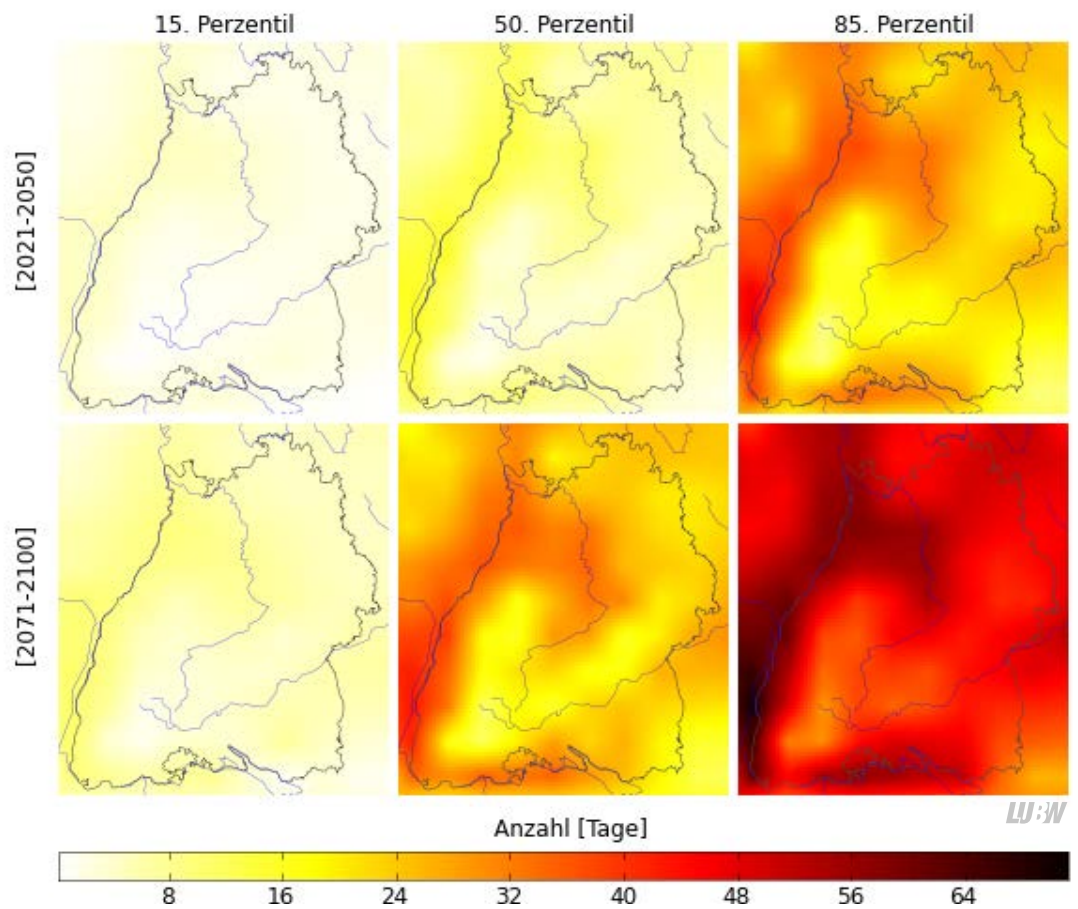 15. Perzentil 50. Perzentil 85. Perzentil
[2021-2050]
[2071-2100]
LUBW
Anzahl [Tage]
8 16 24 32 40 48 56 64